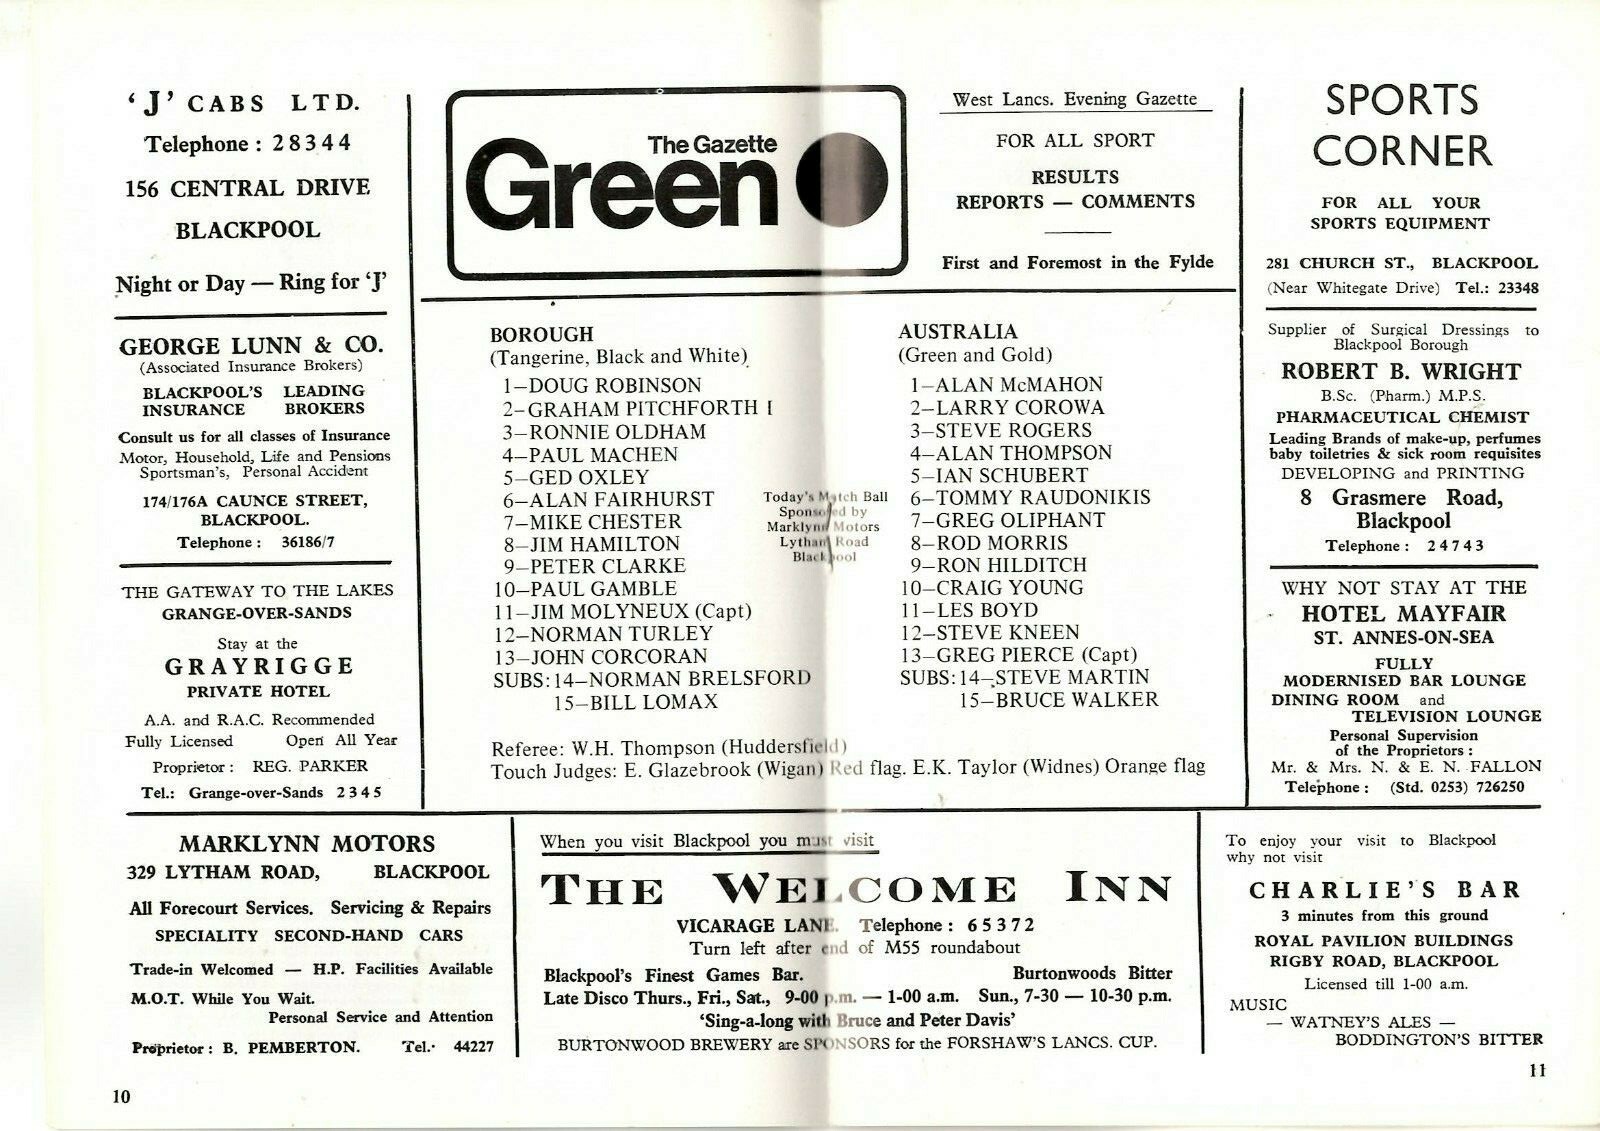 'J' CABS LTD.
Telephone : 28344
156 CENTRAL DRIVE
BLACKPOOL
Night or Day — Ring for 'J'
GEORGE LUNN & CO.
(Associated Insurance Brokers)
BLACKPOOL'S LEADING
INSURANCE BROKERS
Consult us for all classes of Insurance
Motor, Household, Life and Pensions
Sportsman's, Personal Accident
174/176A CAUNCE STREET,
BLACKPOOL.
Telephone : 36186/7
THE GATEWAY TO THE LAKES
GRANGE-OVER-SANDS
Stay at the
GRAYRIGGE
PRIVATE HOTEL
A.A. and R.A.C. Recommended
Fully Licensed Open All Year
Proprietor : REG. PARKER
Tel.: Grange-over-Sands 2345
The Gazette
Green
West Lancs. Evening Gazette
FOR ALL SPORT
RESULTS
REPORTS — COMMENTS
First and Foremost in the Fylde
BOROUGH
(Tangerine, Black and White)
1—DOUG ROBINSON
2—GRAHAM PITCHFORTH
3—RONNIE OLDHAM
4—PAUL MACHEN
5—GED OXLEY
6—ALAN FAIRHURST
7—MIKE CHESTER
8—JIM HAMILTON
9—PETER CLARKE
10—PAUL GAMBLE
11—JIM MOLYNEUX (Capt)
12—NORMAN TURLEY
13—JOHN CORCORAN
SUBS: 14—NORMAN BRELSFORD
15—BILL LOMAX
Today's Match Ball
Sponsored by
Marklynn Motors
Lytham Road
Blackpool
AUSTRALIA
(Green and Gold)
1—ALAN McMAHON
2—LARRY COROWA
3—STEVE ROGERS
4—ALAN THOMPSON
5—IAN SCHUBERT
6—TOMMY RAUDONIKIS
7—GREG OLIPHANT
8—ROD MORRIS
9—RON HILDITCH
10—CRAIG YOUNG
11—LES BOYD
12—STEVE KNEEN
13—GREG PIERCE (Capt)
SUBS: 14—STEVE MARTIN
15—BRUCE WALKER
Referee: W.H. Thompson (Huddersfield)
Touch Judges: E. Glazebrook (Wigan) Red flag. E.K. Taylor (Widnes) Orange flag
SPORTS
CORNER
FOR ALL YOUR
SPORTS EQUIPMENT
281 CHURCH ST., BLACKPOOL
(Near Whitegate Drive) Tel.: 23348
Supplier of Surgical Dressings to
Blackpool Borough
ROBERT B. WRIGHT
B.Sc. (Pharm.) M.P.S.
PHARMACEUTICAL CHEMIST
Leading Brands of make-up, perfumes
baby toiletries & sick room requisites
DEVELOPING and PRINTING
8 Grasmere Road,
Blackpool
Telephone : 24743
WHY NOT STAY AT THE
HOTEL MAYFAIR
ST. ANNES-ON-SEA
FULLY
MODERNISED BAR LOUNGE
DINING ROOM and
TELEVISION LOUNGE
Personal Supervision
of the Proprietors :
Mr. & Mrs. N. & E. N. FALLON
Telephone : (Std. 0253) 726250
MARKLYNN MOTORS
329 LYTHAM ROAD, BLACKPOOL
All Forecourt Services. Servicing & Repairs
SPECIALITY SECOND-HAND CARS
Trade-in Welcomed — H.P. Facilities Available
M.O.T. While You Wait.
Personal Service and Attention
Proprietor : B. PEMBERTON. Tel.· 44227
When you visit Blackpool you must visit
THE WELCOME INN
VICARAGE LANE. Telephone : 65372
Turn left after end of M55 roundabout
Blackpool's Finest Games Bar. Burtonwoods Bitter
Late Disco Thurs., Fri., Sat., 9-00 p.m. — 1-00 a.m. Sun., 7-30 — 10-30 p.m.
'Sing-a-long with Bruce and Peter Davis'
BURTONWOOD BREWERY are SPONSORS for the FORSHAW'S LANCS. CUP.
To enjoy your visit to Blackpool
why not visit
CHARLIE'S BAR
3 minutes from this ground
ROYAL PAVILION BUILDINGS
RIGBY ROAD, BLACKPOOL
Licensed till 1-00 a.m.
MUSIC
— WATNEY'S ALES —
BODDINGTON'S BITTER
10
11